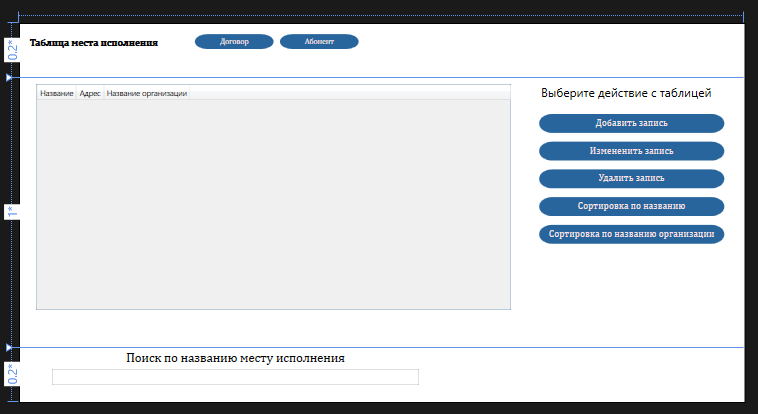 0.2*
Таблица места исполнения
Договор
Абонент
Название Адрес Название организации
Выберите действие с таблицей
Добавить запись
Измененить запись
Удалить запись
1*
Сортировка по названию
Сортировка по названию организации
0.2*
Поиск по названию месту исполнения